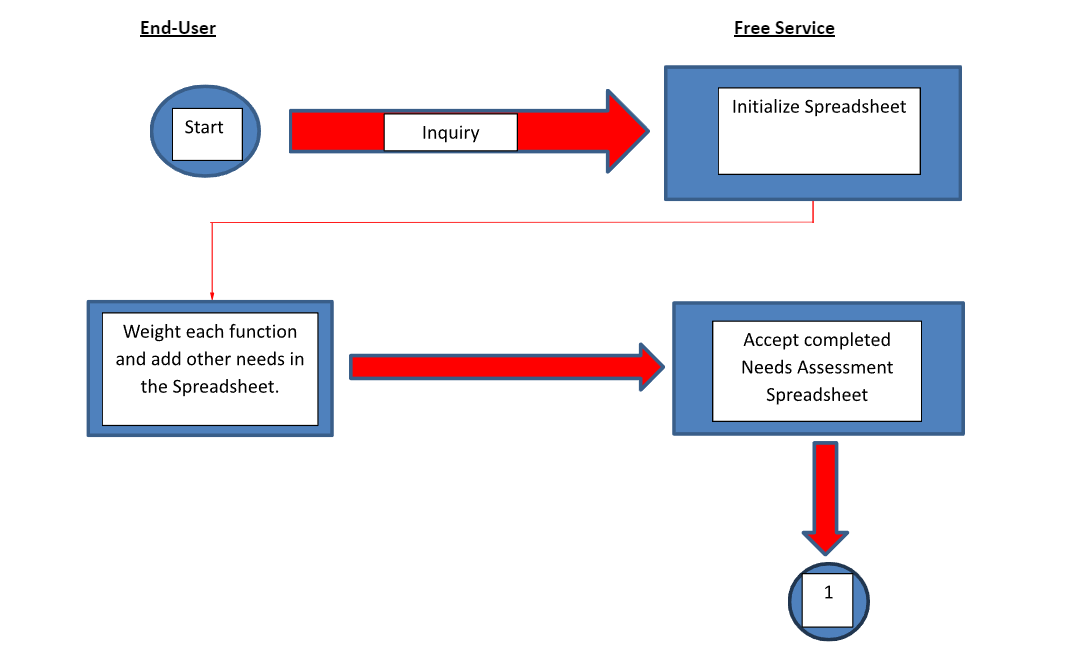 End-User
Free Service
Start
Inquiry
Initialize Spreadsheet
Weight each function
and add other needs in
the Spreadsheet.
Accept completed
Needs Assessment
Spreadsheet
1